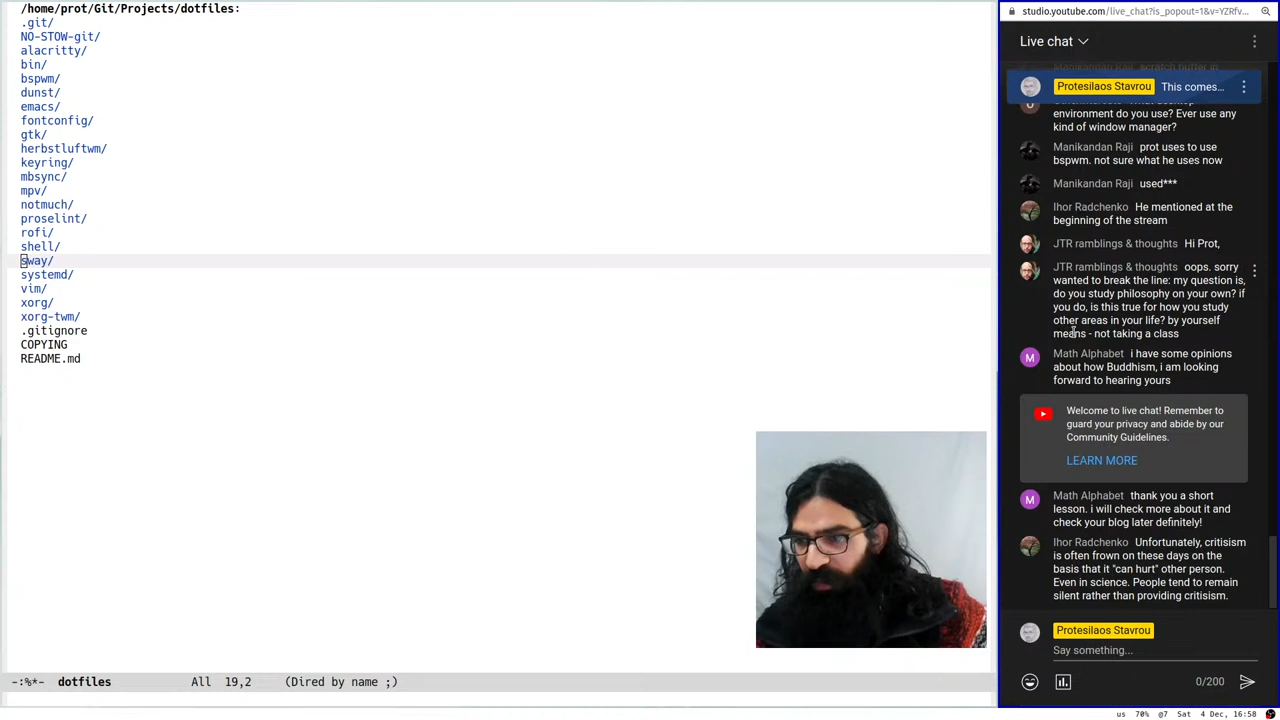 /home/prot/Git/Projects/dotfiles:
.git/
NO-STOW-git/
alacritty/
bin/
bspwm/
dunst/
emacs/
fontconfig/
gtk/
herbstluftwm/
keyring/
mbsync/
mpv/
notmuch/
proselint/
rofi/
shell/
sway/
systemd/
vim/
xorg/
xorg-twm/
.gitignore
COPYING
README.md
-:%*- dotfiles All 19,2 (Dired by name ;)
studio.youtube.com/live_chat?is_popout=1&v=YZRfv...
Live chat
Manikandan Raji scratch buffer in
Protesilaos Stavrou This comes...
environment do you use? Ever use any
kind of window manager?
Manikandan Raji prot uses to use
bspwm. not sure what he uses now
Manikandan Raji used***
Ihor Radchenko He mentioned at the
beginning of the stream
JTR ramblings & thoughts Hi Prot,
JTR ramblings & thoughts oops. sorry
wanted to break the line: my question is,
do you study philosophy on your own? if
you do, is this true for how you study
other areas in your life? by yourself
means - not taking a class
M
Math Alphabet i have some opinions
about how Buddhism, i am looking
forward to hearing yours
Welcome to live chat! Remember to
guard your privacy and abide by our
Community Guidelines.
LEARN MORE
M
Math Alphabet thank you a short
lesson. i will check more about it and
check your blog later definitely!
Ihor Radchenko Unfortunately, critisism
is often frown on these days on the
basis that it "can hurt" other person.
Even in science. People tend to remain
silent rather than providing critisism.
Protesilaos Stavrou
Say something...
0/200
us 70% @7 Sat 4 Dec, 16:58